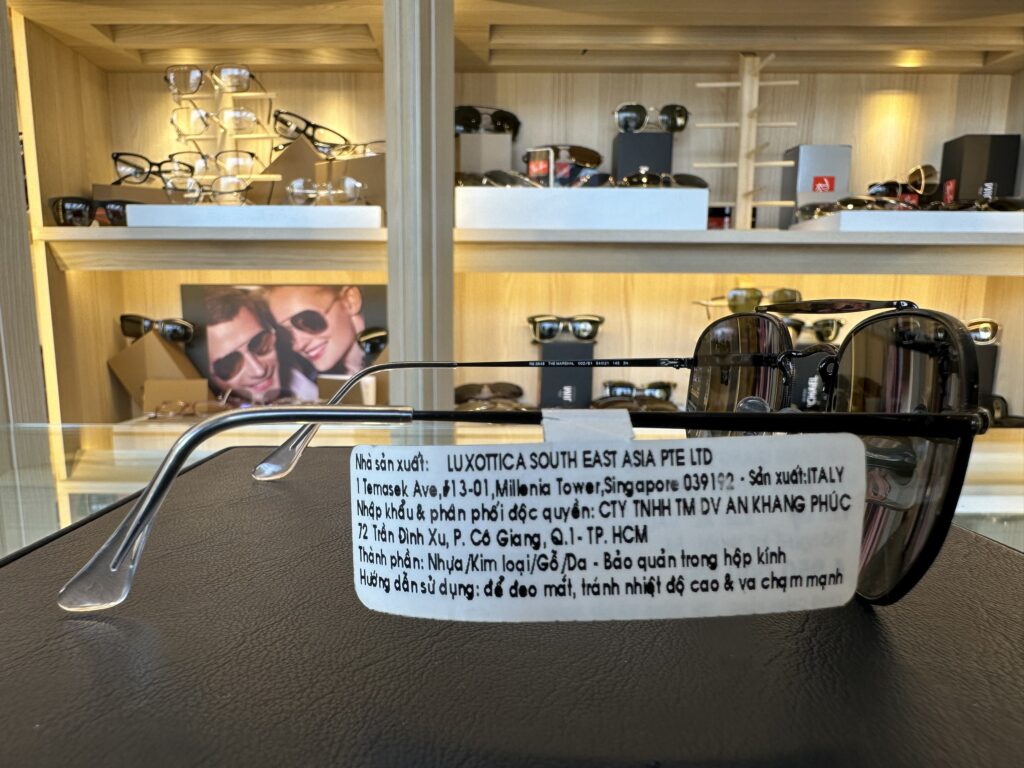 Nhà sản xuất: LUXOTTICA SOUTH EAST ASIA PTE LTD
1 Temasek Ave,#13-01,Millenia Tower,Singapore 039192 - Sản xuất:ITALY
Nhập khẩu & phân phối độc quyền: CTY TNHH TM DV AN KHANG PHÚC
72 Trần Đình Xu, P. Cô Giang, Q.1- TP. HCM
Thành phần: Nhựa/Kim loại/Gỗ/Da - Bảo quản trong hộp kính
Hướng dẫn sử dụng: để đeo mắt, tránh nhiệt độ cao & va chạm mạnh